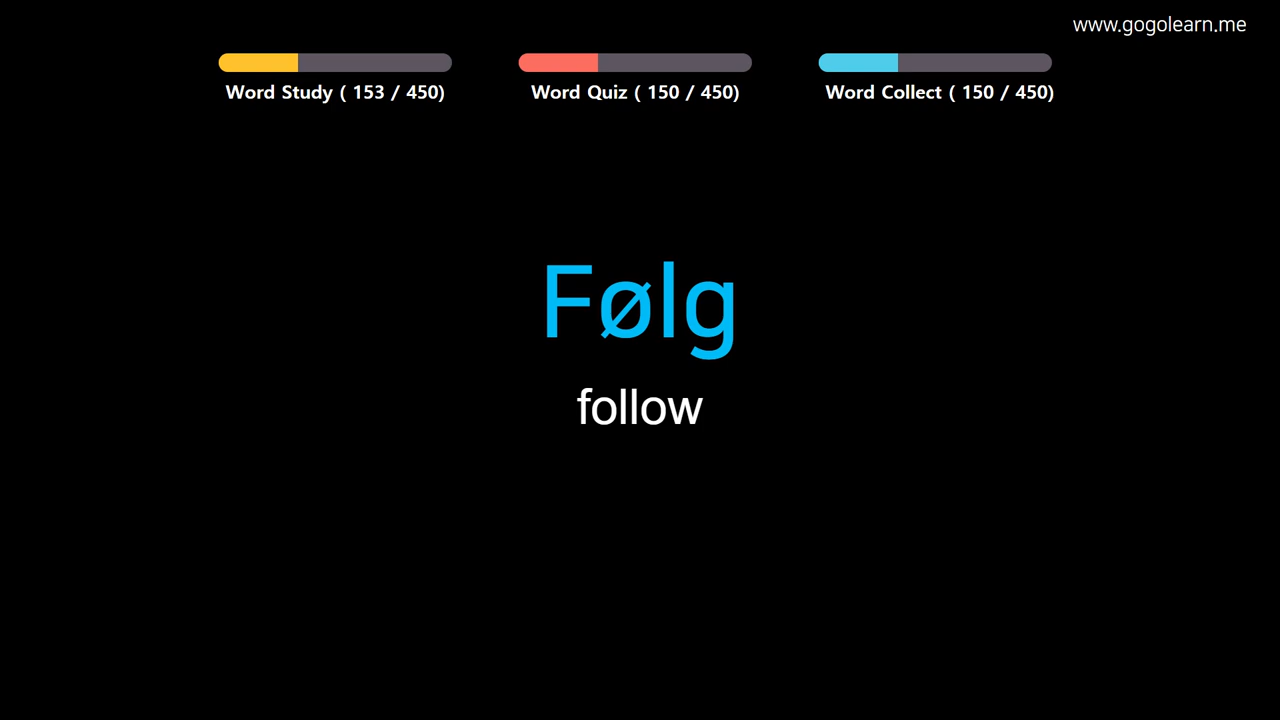 www.gogolearn.me
Word Study ( 153 / 450)
Word Quiz ( 150 / 450)
Word Collect ( 150 / 450)
Følg
follow